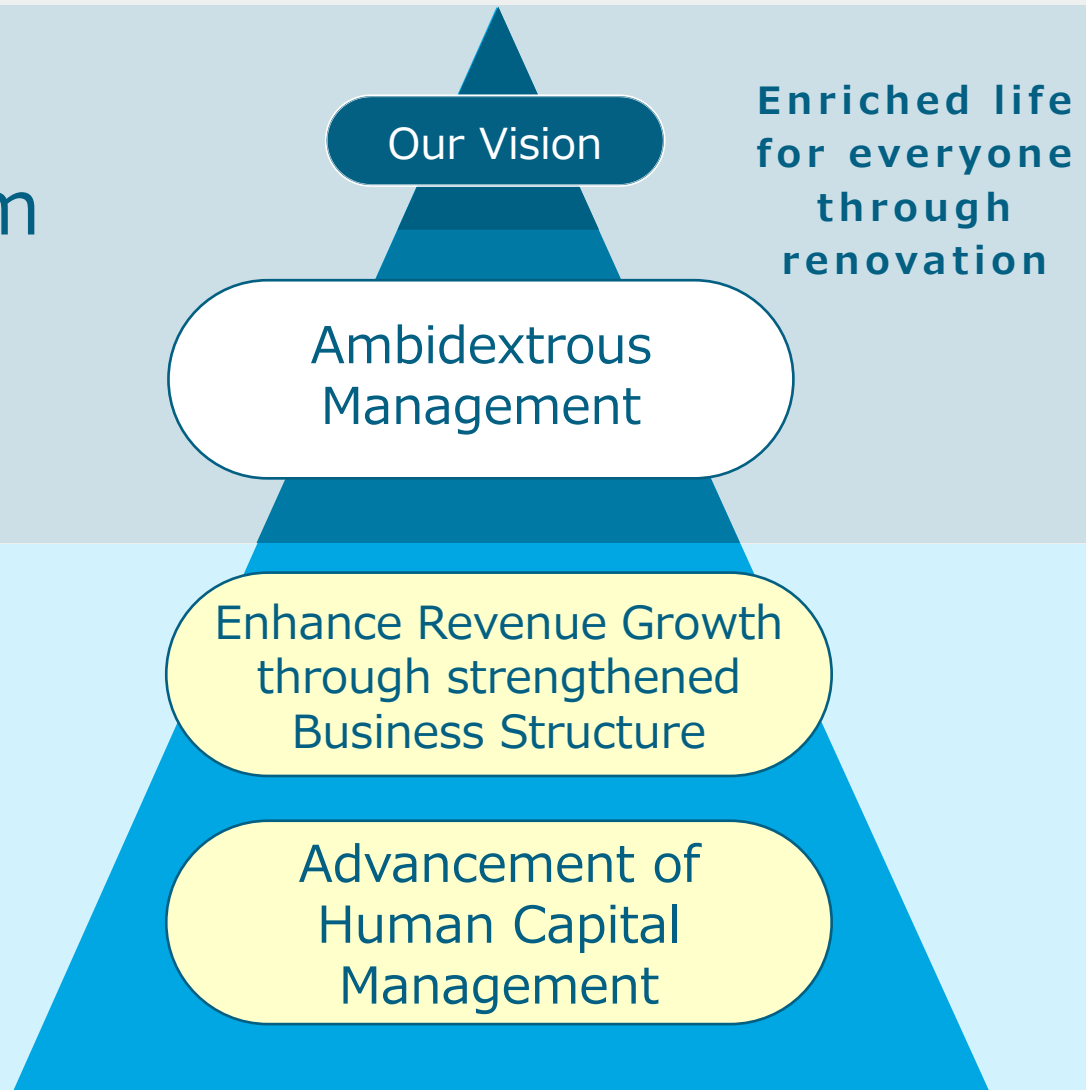 Our Vision
Enriched life
for everyone
through
renovation
Ambidextrous
Management
Enhance Revenue Growth
through strengthened
Business Structure
Advancement of
Human Capital
Management